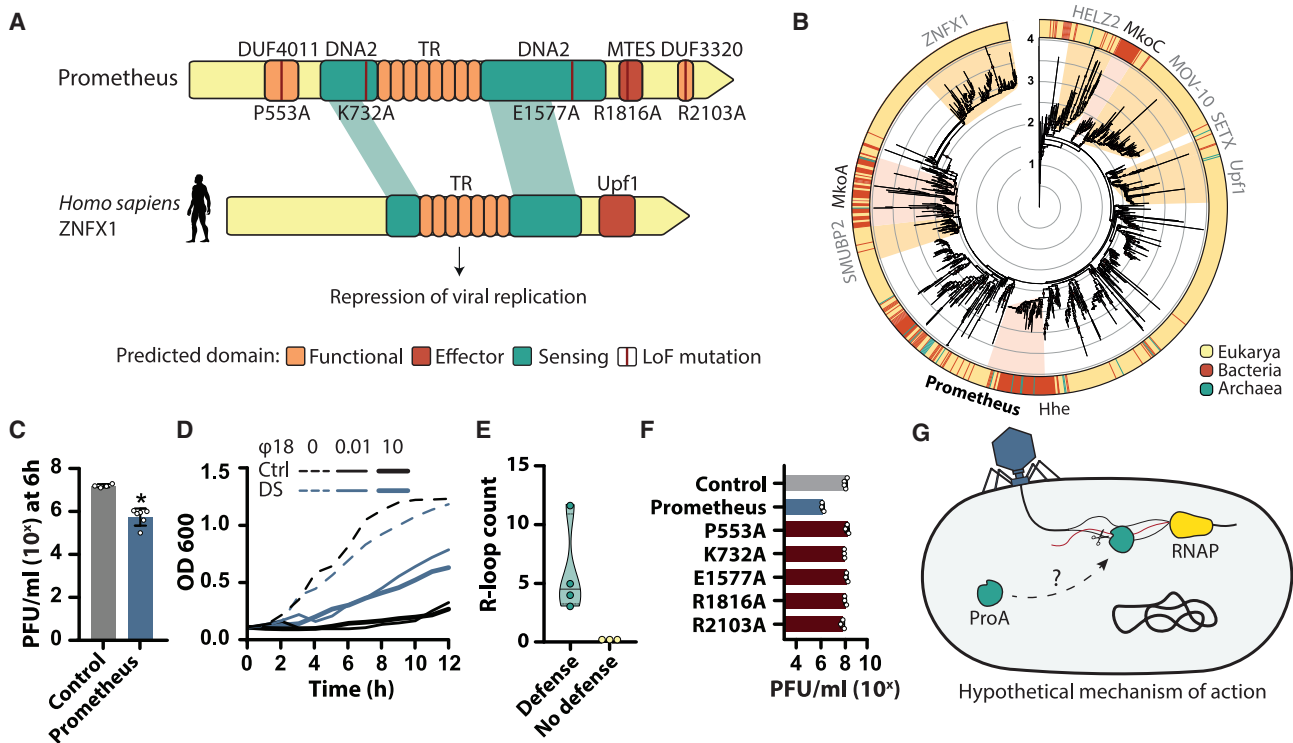 A
DUF4011 DNA2 TR DNA2 MTES DUF3320
Prometheus
P553A K732A E1577A R1816A R2103A
TR Upf1
Homo sapiens
ZNFX1
Repression of viral replication
Predicted domain: Functional Effector Sensing LoF mutation
B
ZNFX1
HELZ2
MkoC
MOV-10
SETX
Upf1
4
3
2
1
MkoA
SMUBP2
Prometheus
Hhe
Eukarya
Bacteria
Archaea
C
PFU/ml (10ˣ) at 6h
8
6
4
2
0
*
Control
Prometheus
D
φ18 0 0.01 10
Ctrl
DS
OD 600
1.5
1.0
0.5
0.0
0 2 4 6 8 10 12
Time (h)
E
R-loop count
15
10
5
0
Defense
No defense
F
Control
Prometheus
P553A
K732A
E1577A
R1816A
R2103A
4 6 8 10
PFU/ml (10ˣ)
G
RNAP
?
ProA
Hypothetical mechanism of action